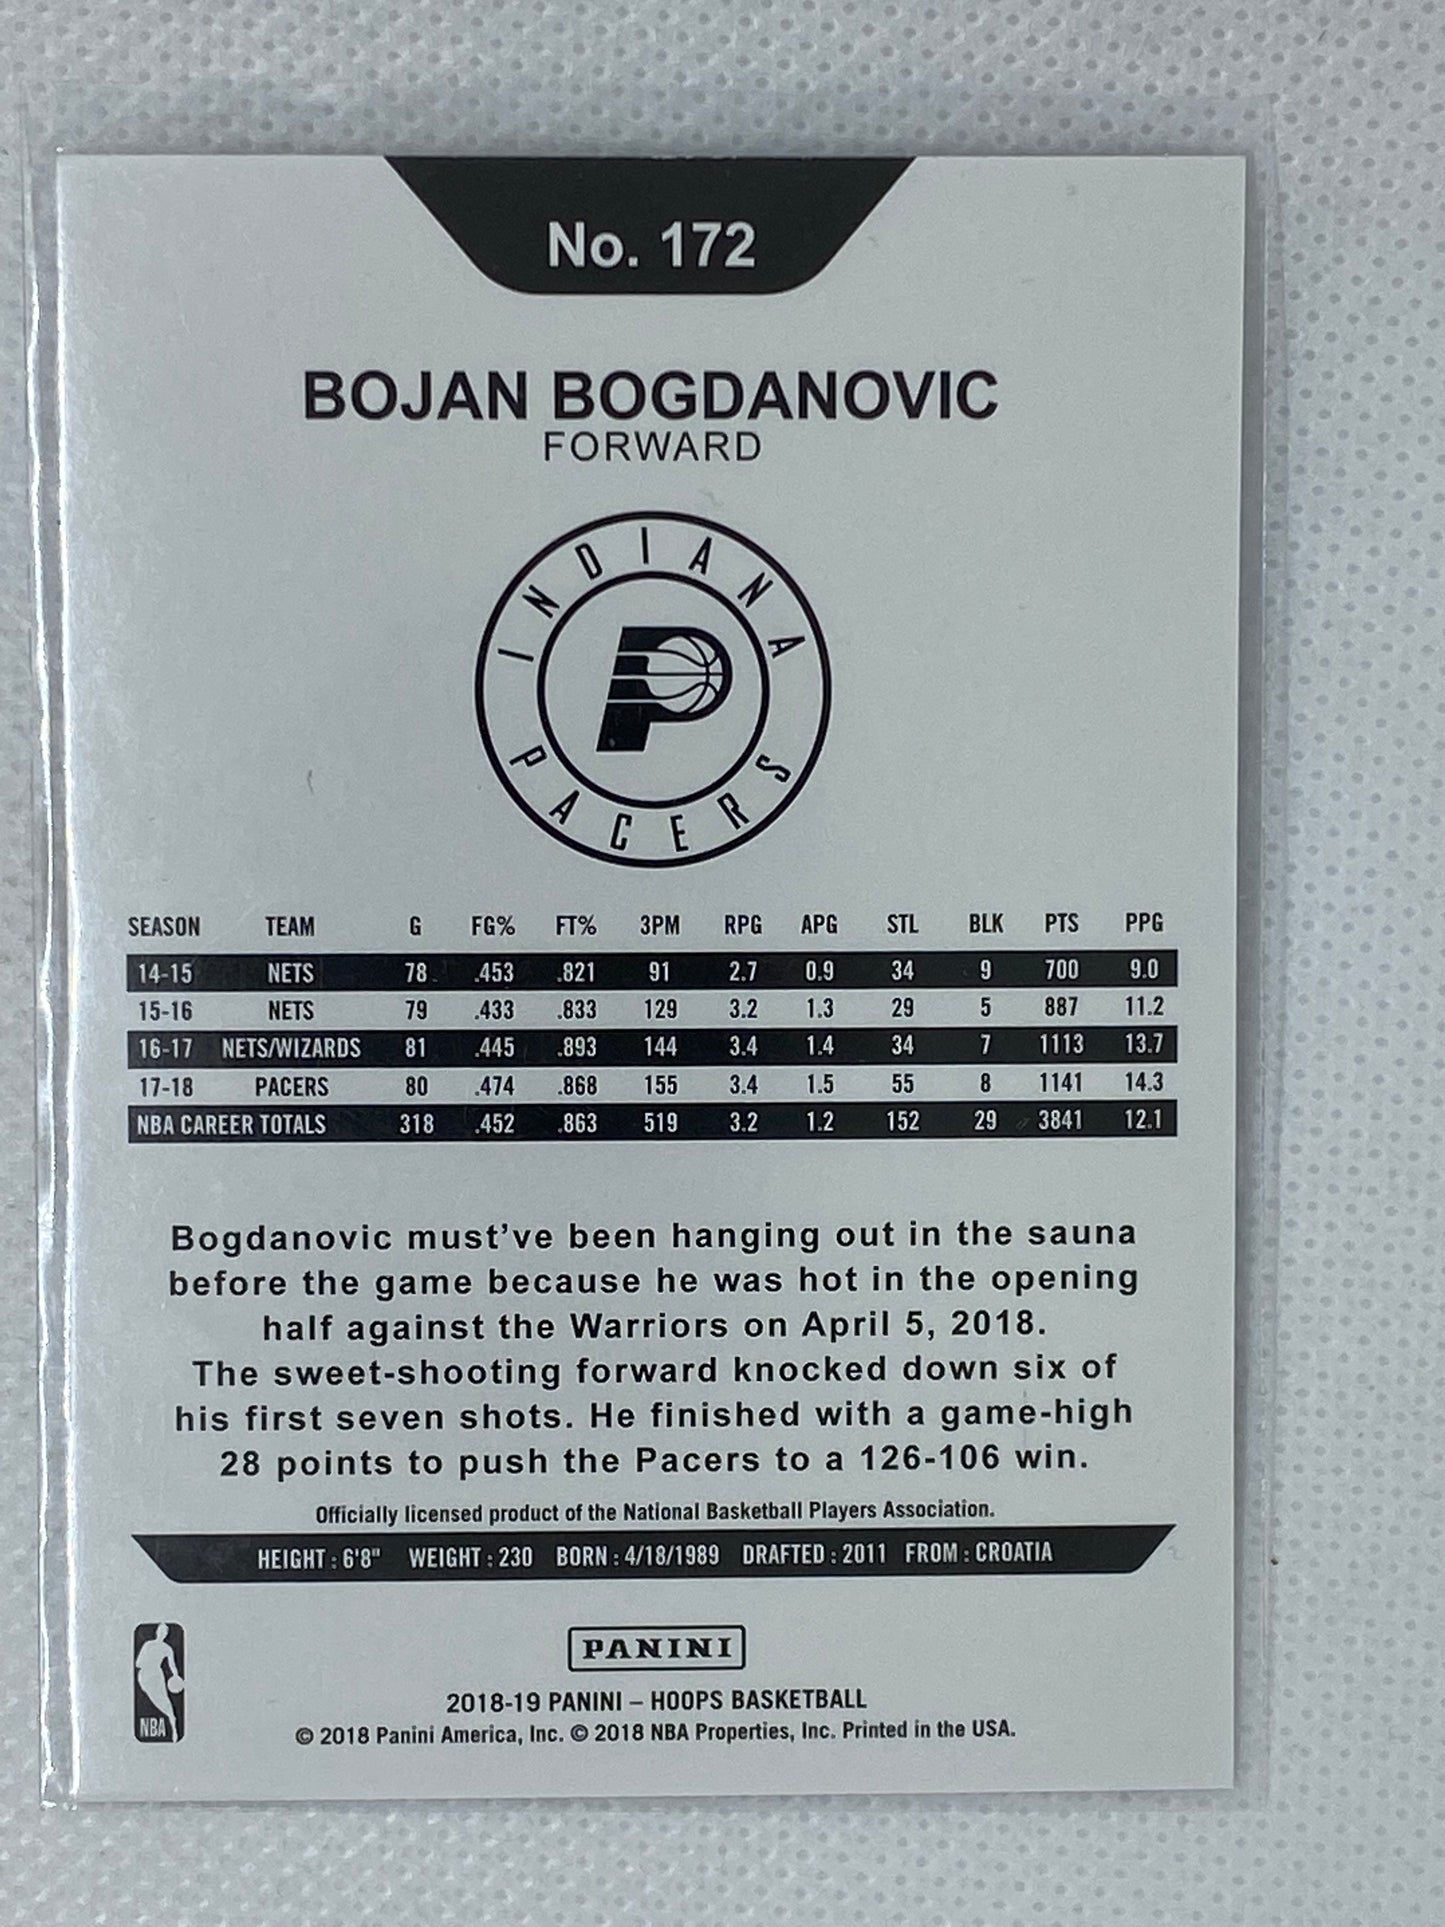 No. 172
BOJAN BOGDANOVIC
FORWARD
INDIANA
PACERS
SEASON TEAM G FG% FT% 3PM RPG APG STL BLK PTS PPG
14-15 NETS 78 .453 .821 91 2.7 0.9 34 9 700 9.0
15-16 NETS 79 .433 .833 129 3.2 1.3 29 5 887 11.2
16-17 NETS/WIZARDS 81 .445 .893 144 3.4 1.4 34 7 1113 13.7
17-18 PACERS 80 .474 .868 155 3.4 1.5 55 8 1141 14.3
NBA CAREER TOTALS 318 .452 .863 519 3.2 1.2 152 29 3841 12.1
Bogdanovic must've been hanging out in the sauna
before the game because he was hot in the opening
half against the Warriors on April 5, 2018.
The sweet-shooting forward knocked down six of
his first seven shots. He finished with a game-high
28 points to push the Pacers to a 126-106 win.
Officially licensed product of the National Basketball Players Association.
HEIGHT : 6'8" WEIGHT : 230 BORN : 4/18/1989 DRAFTED : 2011 FROM : CROATIA
PANINI
NBA
2018-19 PANINI – HOOPS BASKETBALL
© 2018 Panini America, Inc. © 2018 NBA Properties, Inc. Printed in the USA.